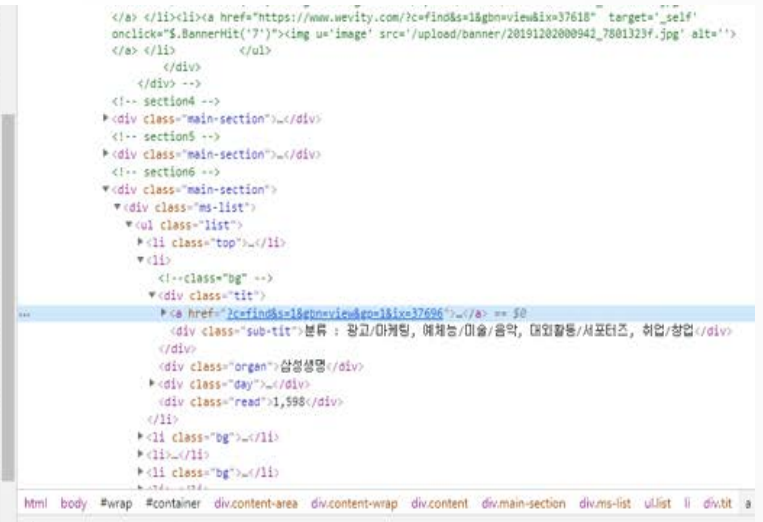 </a> </li><li><a href="https://www.wevity.com/?c=find&s=1&gbn=view&ix=37618" target='_self'
onclick="$.BannerHit('7')"><img u='image' src='/upload/banner/20191202000942_7801323f.jpg' alt=''>
</a> </li> </ul>
</div>
</div> -->
<!-- section4 -->
▶<div class="main-section">…</div>
<!-- section5 -->
▶<div class="main-section">…</div>
<!-- section6 -->
▼<div class="main-section">
▼<div class="ms-list">
▼<ul class="list">
▶<li class="top">…</li>
▼<li>
<!--class="bg" -->
▼<div class="tit">
… ▶<a href="?c=find&s=1&gbn=view&gp=1&ix=37696">…</a> == $0
<div class="sub-tit">분류 : 광고/마케팅, 예체능/미술/음악, 대외활동/서포터즈, 취업/창업</div>
</div>
<div class="organ">삼성생명</div>
▶<div class="day">…</div>
<div class="read">1,598</div>
</li>
▶<li class="bg">…</li>
▶<li>…</li>
▶<li class="bg">…</li>
html body #wrap #container div.content-area div.content-wrap div.content div.main-section div.ms-list ul.list li div.tit a